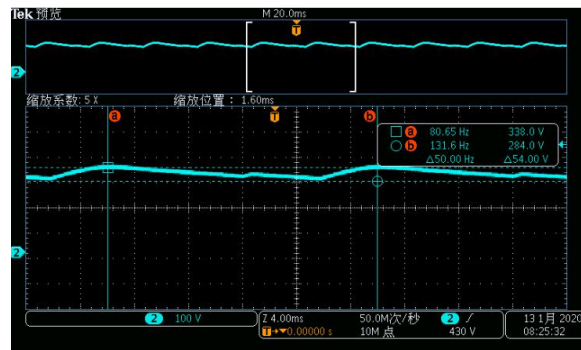 Tek 预览
M 20.0ms
T
2
缩放系数: 5 X
缩放位置: 1.60ms
a
T
b
a 80.65 Hz 338.0 V
b 131.6 Hz 284.0 V
△50.00 Hz △54.00 V
2
2 100 V
Z 4.00ms
T→▼0.00000 s
50.0M次/秒
10M 点
2 ∫ 430 V
13 1月 2020
08:25:32